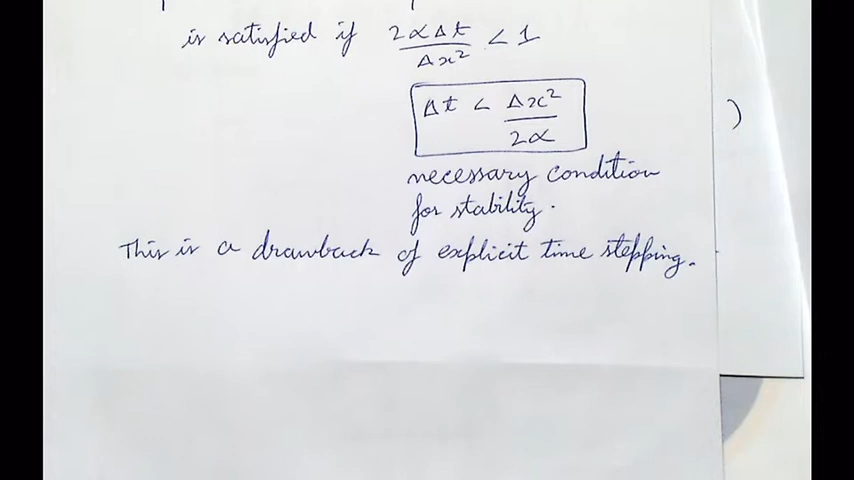 is satisfied if 2αΔt / Δx² < 1
Δt < Δx² / 2α
)
necessary condition
for stability.
This is a drawback of explicit time stepping.